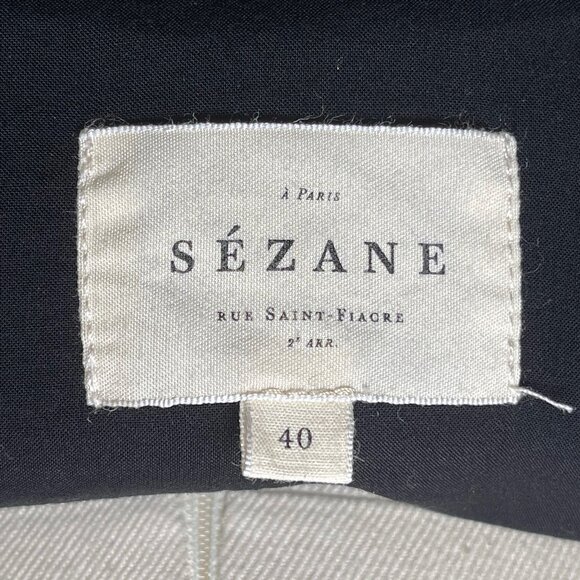 À PARIS
SÉZANE
RUE SAINT-FIACRE
2ᵉ ARR.
40